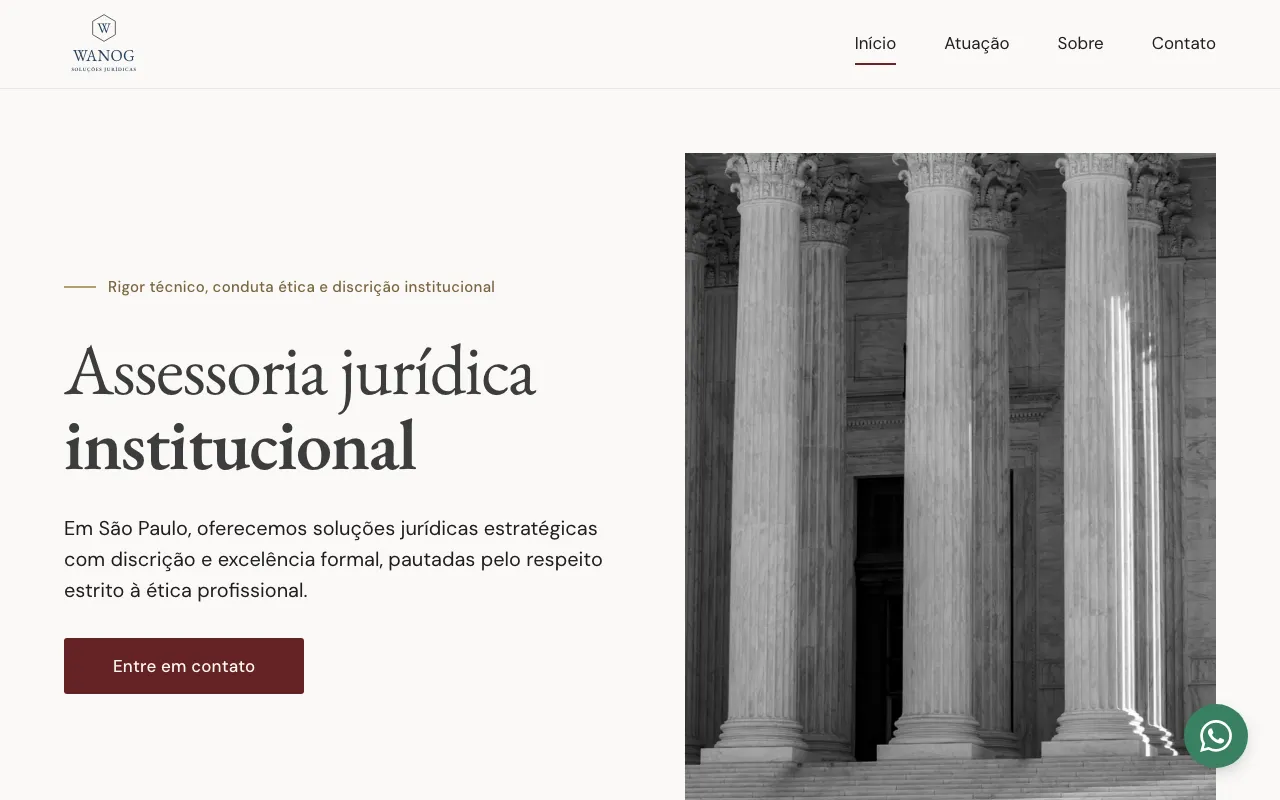 W
WANOG
SOLUÇÕES JURÍDICAS
Início
Atuação
Sobre
Contato
Rigor técnico, conduta ética e discrição institucional
Assessoria jurídica
institucional
Em São Paulo, oferecemos soluções jurídicas estratégicas
com discrição e excelência formal, pautadas pelo respeito
estrito à ética profissional.
Entre em contato